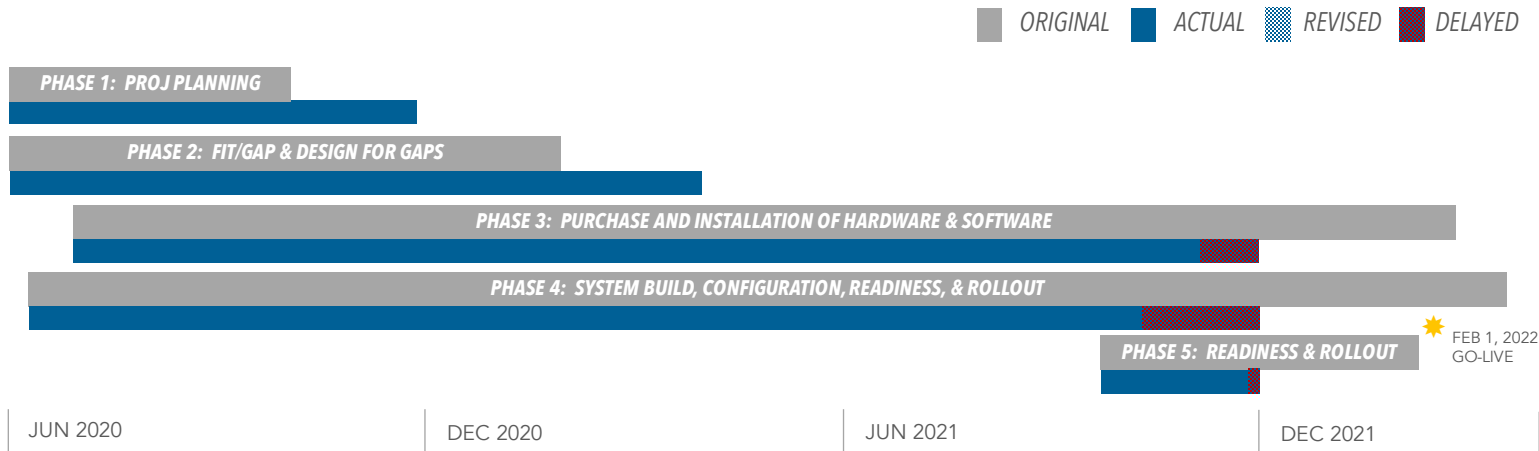 ORIGINAL ACTUAL REVISED DELAYED
PHASE 1: PROJ PLANNING
PHASE 2: FIT/GAP & DESIGN FOR GAPS
PHASE 3: PURCHASE AND INSTALLATION OF HARDWARE & SOFTWARE
PHASE 4: SYSTEM BUILD, CONFIGURATION, READINESS, & ROLLOUT
PHASE 5: READINESS & ROLLOUT
FEB 1, 2022
GO-LIVE
JUN 2020 DEC 2020 JUN 2021 DEC 2021